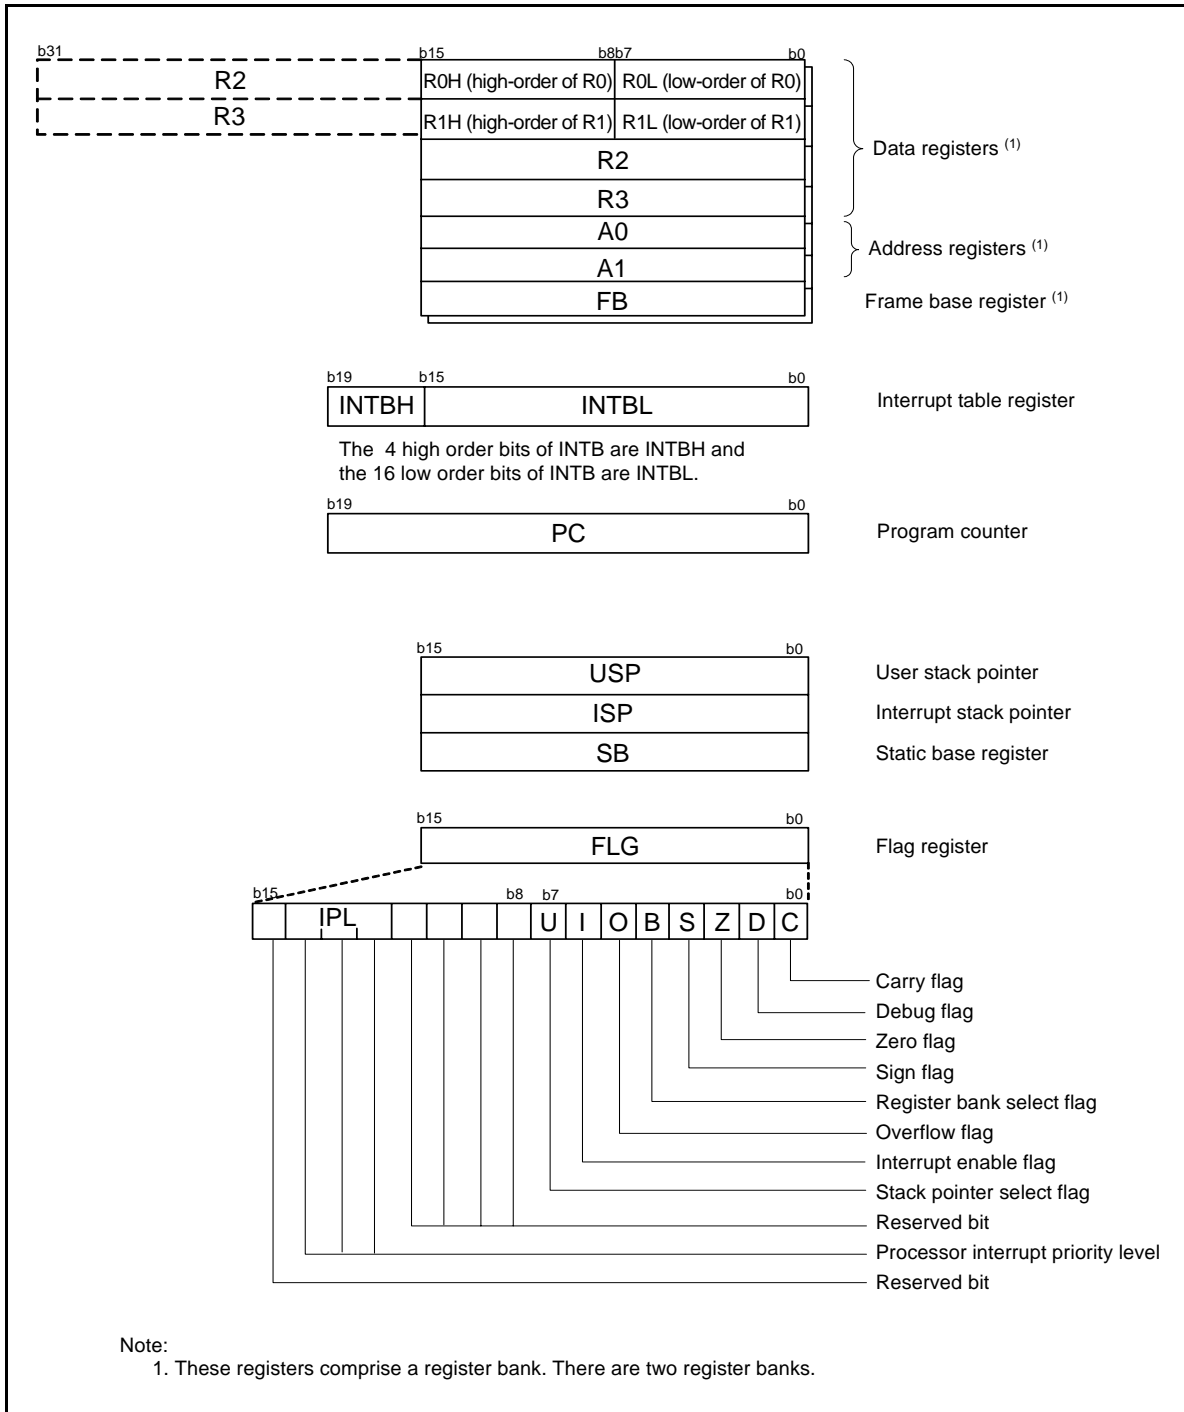 b31 b15 b8b7 b0
R2 R0H (high-order of R0) R0L (low-order of R0)
R3 R1H (high-order of R1) R1L (low-order of R1)
Data registers (1)
R2
R3
A0
Address registers (1)
A1
FB Frame base register (1)
b19 b15 b0
INTBH INTBL Interrupt table register
The 4 high order bits of INTB are INTBH and
the 16 low order bits of INTB are INTBL.
b19 b0
PC Program counter
b15 b0
USP User stack pointer
ISP Interrupt stack pointer
SB Static base register
b15 b0
FLG Flag register
b15 b8 b7 b0
IPL U I O B S Z D C
Carry flag
Debug flag
Zero flag
Sign flag
Register bank select flag
Overflow flag
Interrupt enable flag
Stack pointer select flag
Reserved bit
Processor interrupt priority level
Reserved bit
Note:
1. These registers comprise a register bank. There are two register banks.